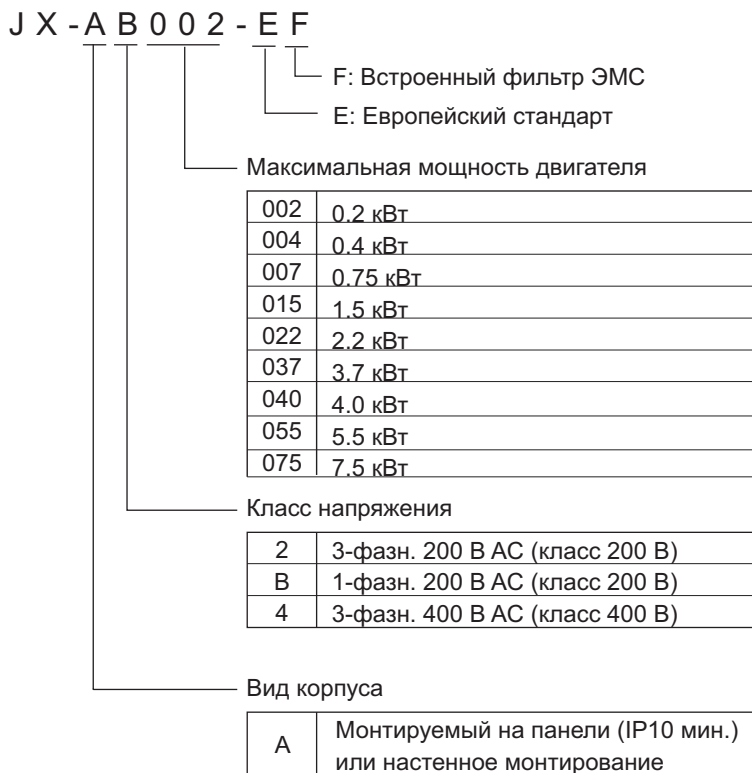 JX-AB002-EF
F: Встроенный фильтр ЭМС
E: Европейский стандарт
Максимальная мощность двигателя
002 0.2 кВт
004 0.4 кВт
007 0.75 кВт
015 1.5 кВт
022 2.2 кВт
037 3.7 кВт
040 4.0 кВт
055 5.5 кВт
075 7.5 кВт
Класс напряжения
2 3-фазн. 200 В AC (класс 200 В)
B 1-фазн. 200 В AC (класс 200 В)
4 3-фазн. 400 В AC (класс 400 В)
Вид корпуса
A Монтируемый на панели (IP10 мин.)
или настенное монтирование